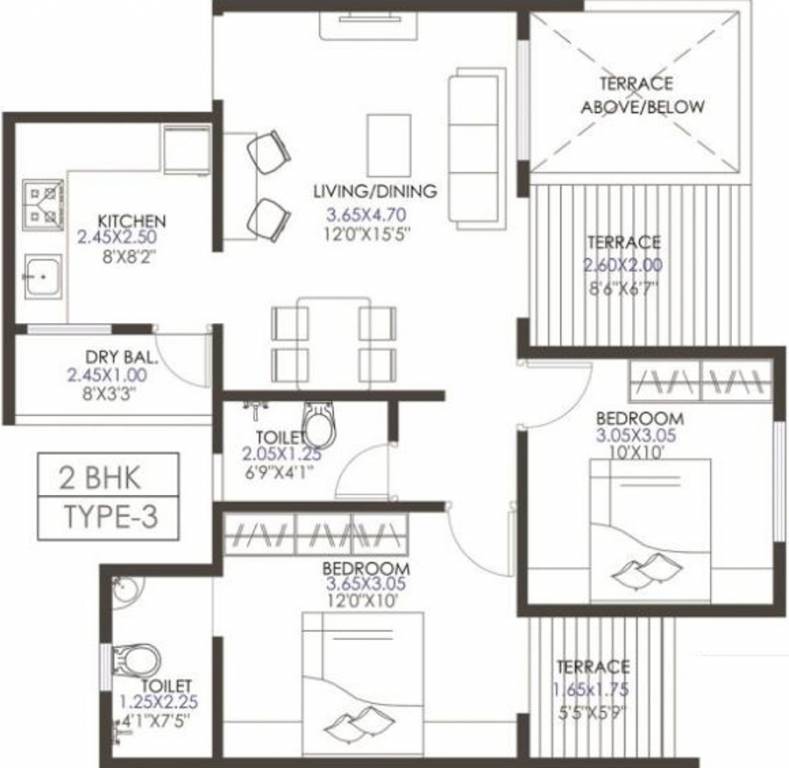 TERRACE
ABOVE/BELOW
LIVING/DINING
3.65X4.70
12'0"X15'5"
KITCHEN
2.45X2.50
8'X8'2"
TERRACE
2.60X2.00
8'6"X6'7"
DRY BAL.
2.45X1.00
8'X3'3"
TOILET
2.05X1.25
6'9"X4'1"
BEDROOM
3.05X3.05
10'X10'
2 BHK
TYPE-3
BEDROOM
3.65X3.05
12'0"X10'
TOILET
1.25X2.25
4'1"X7'5"
TERRACE
1.65x1.75
5'5"X5'9"